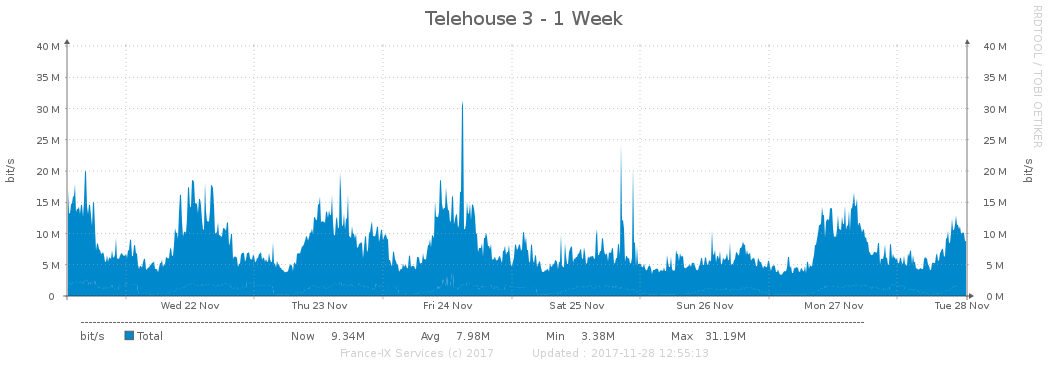 Telehouse 3 - 1 Week
RRDTOOL / TOBI OETIKER
40 M 40 M
35 M 35 M
30 M 30 M
25 M 25 M
20 M 20 M
15 M 15 M
10 M 10 M
5 M 5 M
0 0 M
bit/s
bit/s
Wed 22 Nov Thu 23 Nov Fri 24 Nov Sat 25 Nov Sun 26 Nov Mon 27 Nov Tue 28 Nov
bit/s Total Now 9.34M Avg 7.98M Min 3.38M Max 31.19M
France-IX Services (c) 2017 Updated : 2017-11-28 12:55:13